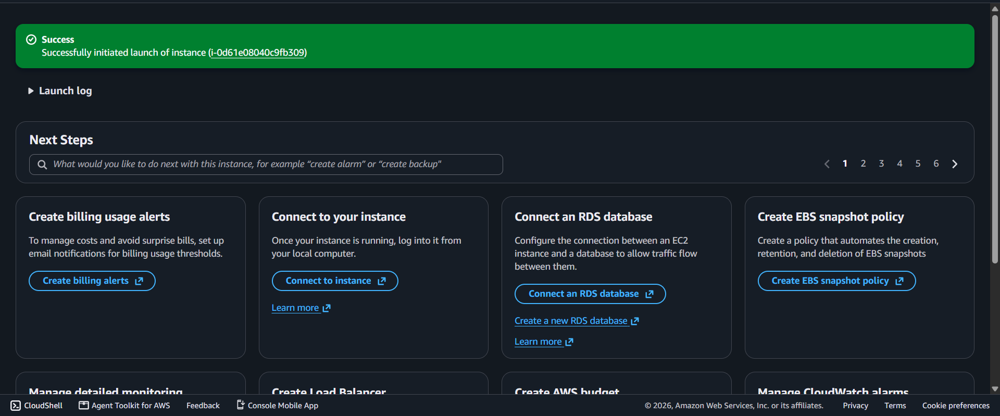 Success
Successfully initiated launch of instance (i-0d61e08040c9fb309)
Launch log
Next Steps
What would you like to do next with this instance, for example “create alarm” or “create backup"
1 2 3 4 5 6
Create billing usage alerts
To manage costs and avoid surprise bills, set up
email notifications for billing usage thresholds.
Create billing alerts
Connect to your instance
Once your instance is running, log into it from
your local computer.
Connect to instance
Learn more
Connect an RDS database
Configure the connection between an EC2
instance and a database to allow traffic flow
between them.
Connect an RDS database
Create a new RDS database
Learn more
Create EBS snapshot policy
Create a policy that automates the creation,
retention, and deletion of EBS snapshots
Create EBS snapshot policy
Manage detailed monitoring
Create Load Balancer
Create AWS budget
Manage CloudWatch alarms
CloudShell Agent Toolkit for AWS Feedback Console Mobile App © 2026, Amazon Web Services, Inc. or its affiliates. Privacy Terms Cookie preferences